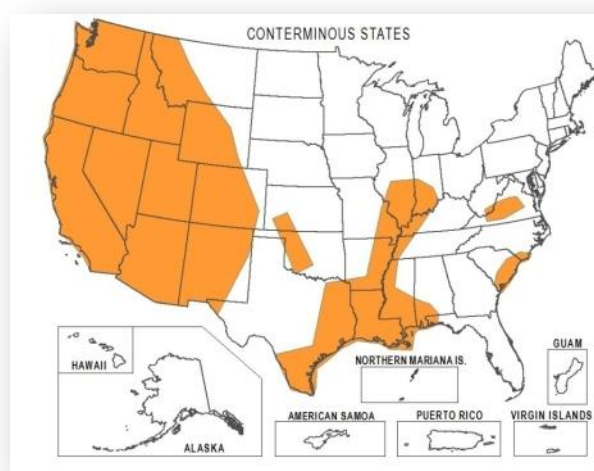 CONTERMINOUS STATES
GUAM
HAWAII
NORTHERN MARIANA IS.
AMERICAN SAMOA
PUERTO RICO
VIRGIN ISLANDS
ALASKA